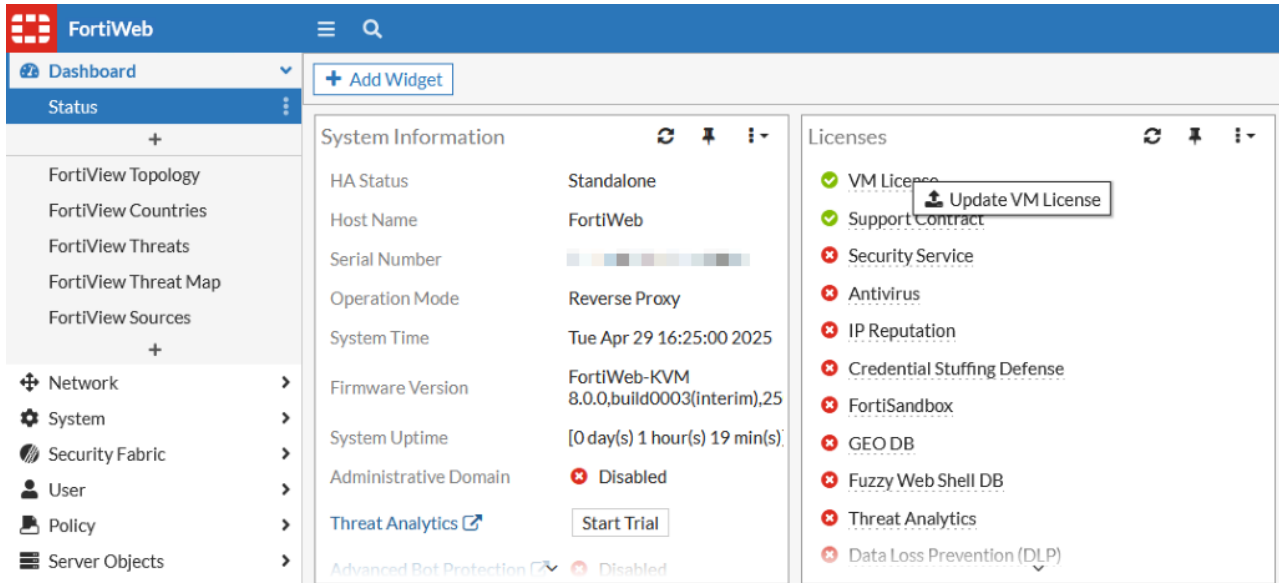 FortiWeb
Dashboard
Status
+
FortiView Topology
FortiView Countries
FortiView Threats
FortiView Threat Map
FortiView Sources
+
Network
System
Security Fabric
User
Policy
Server Objects
+ Add Widget
System Information
HA Status Standalone
Host Name FortiWeb
Serial Number
Operation Mode Reverse Proxy
System Time Tue Apr 29 16:25:00 2025
Firmware Version FortiWeb-KVM
8.0.0,build0003(interim),25
System Uptime [0 day(s) 1 hour(s) 19 min(s)]
Administrative Domain Disabled
Threat Analytics Start Trial
Advanced Bot Protection Disabled
Licenses
VM License
Update VM License
Support Contract
Security Service
Antivirus
IP Reputation
Credential Stuffing Defense
FortiSandbox
GEO DB
Fuzzy Web Shell DB
Threat Analytics
Data Loss Prevention (DLP)